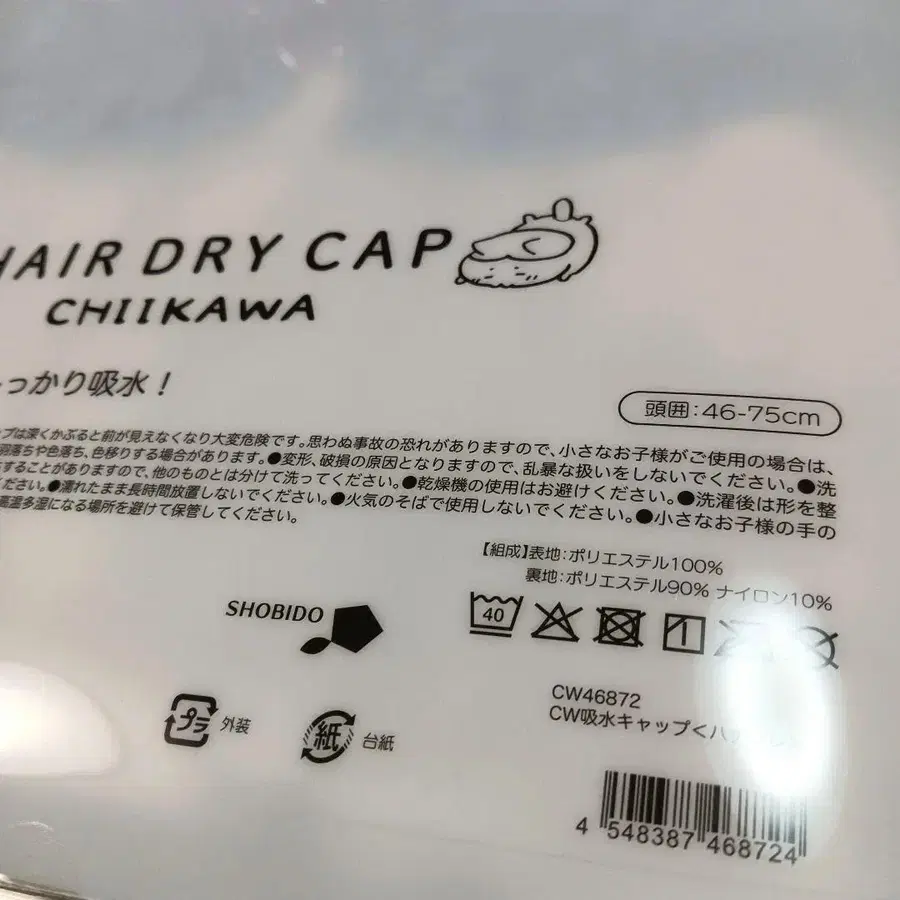 HAIR DRY CAP
CHIIKAWA
っかり吸水！
頭囲：46-75cm
プは深くかぶると前が見えなくなり大変危険です。思わぬ事故の恐れがありますので、小さなお子様がご使用の場合は、
落ちや色落ち、色移りする場合があります。●変形、破損の原因となりますので、乱暴な扱いをしないでください。●洗
することがありますので、他のものとは分けて洗ってください。●乾燥機の使用はお避けください。●洗濯後は形を整
ください。●濡れたまま長時間放置しないでください。●火気のそばで使用しないでください。●小さなお子様の手の
高温多湿になる場所を避けて保管してください。
【組成】表地：ポリエステル100%
裏地：ポリエステル90% ナイロン10%
40
SHOBIDO
プラ 外装
紙 台紙
CW46872
CW吸水キャップ<ハ
4 548387 468724